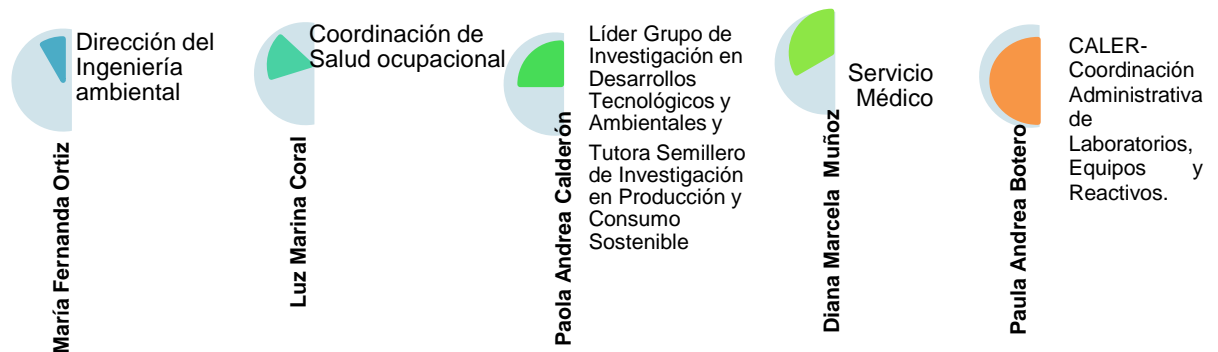 María Fernanda Ortiz
Dirección del
Ingeniería
ambiental
Luz Marina Coral
Coordinación de
Salud ocupacional
Paola Andrea Calderón
Líder Grupo de
Investigación en
Desarrollos
Tecnológicos y
Ambientales y
Tutora Semillero
de Investigación
en Producción y
Consumo
Sostenible
Diana Marcela Muñoz
Servicio
Médico
Paula Andrea Botero
CALER-
Coordinación
Administrativa
de
Laboratorios,
Equipos y
Reactivos.